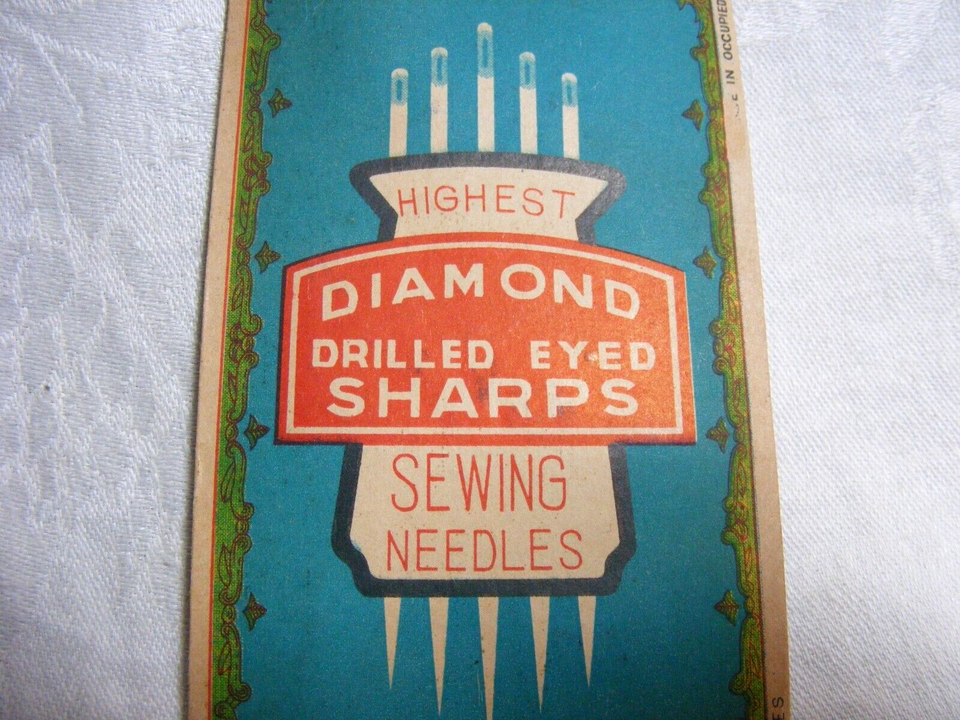 HIGHEST
DIAMOND
DRILLED EYED
SHARPS
SEWING
NEEDLES
IN OCCUPIED